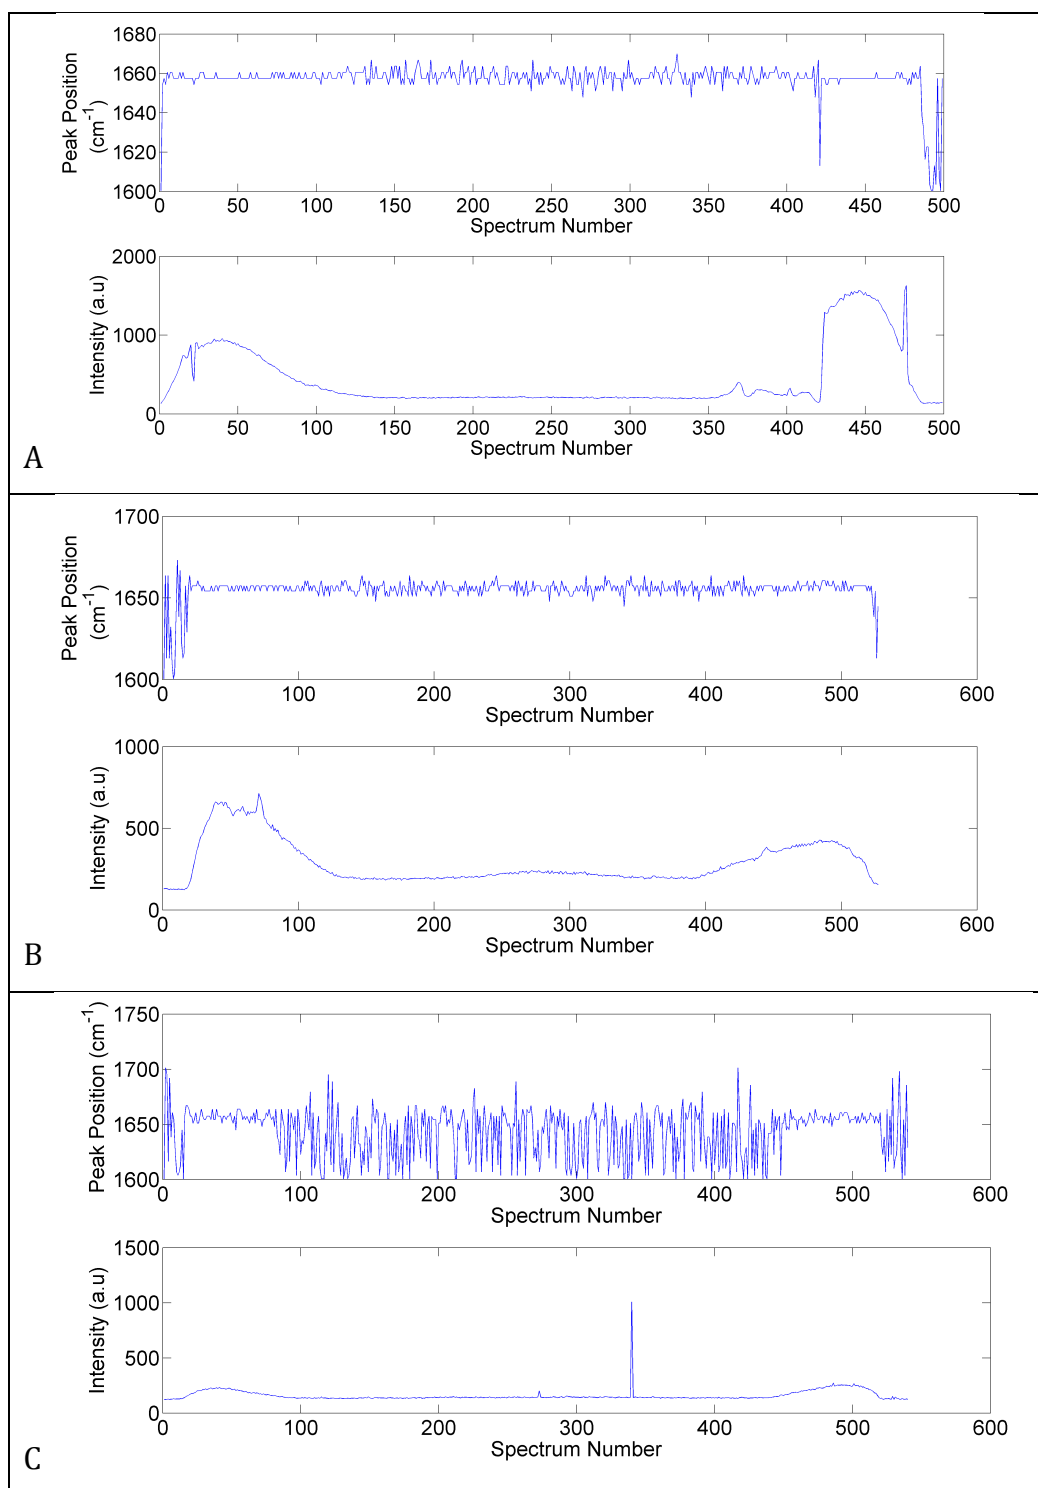 1680
1660
1640
1620
1600
Peak Position
(cm⁻¹)
0 50 100 150 200 250 300 350 400 450 500
Spectrum Number
2000
1000
0
Intensity (a.u)
0 50 100 150 200 250 300 350 400 450 500
Spectrum Number
A
1700
1650
1600
Peak Position
(cm⁻¹)
0 100 200 300 400 500 600
Spectrum Number
1000
500
0
Intensity (a.u)
0 100 200 300 400 500 600
Spectrum Number
B
1750
1700
1650
1600
Peak Position (cm⁻¹)
0 100 200 300 400 500 600
Spectrum Number
1500
1000
500
0
Intensity (a.u)
0 100 200 300 400 500 600
Spectrum Number
C